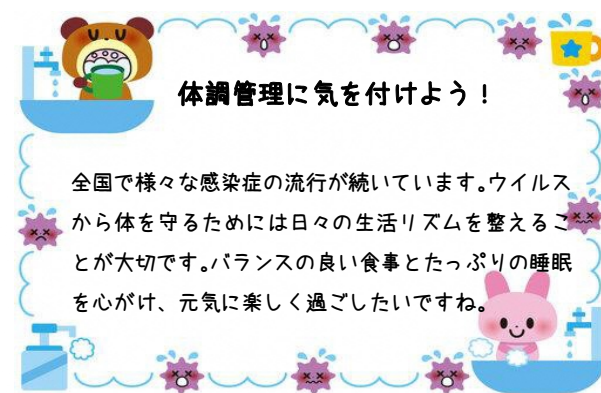 体調管理に気を付けよう！
全国で様々な感染症の流行が続いています。ウイルス
から体を守るためには日々の生活リズムを整えるこ
とが大切です。バランスの良い食事とたっぷりの睡眠
を心がけ、元気に楽しく過ごしたいですね。